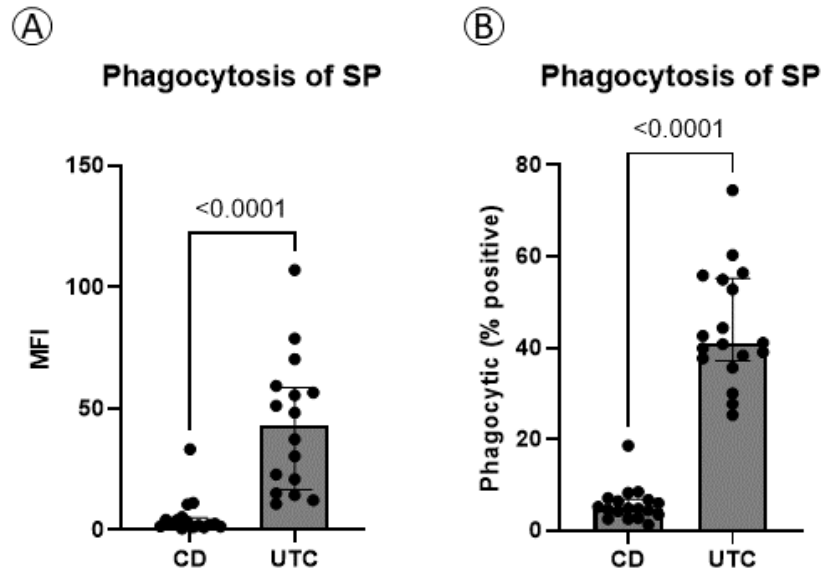 A
Phagocytosis of SP
<0.0001
150
100
50
0
MFI
CD UTC
B
Phagocytosis of SP
<0.0001
80
60
40
20
0
Phagocytic (% positive)
CD UTC